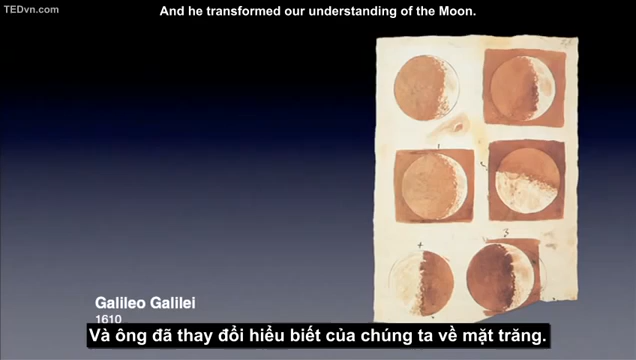 TEDvn.com
And he transformed our understanding of the Moon.
Galileo Galilei
1610
Và ông đã thay đổi hiểu biết của chúng ta về mặt trăng.